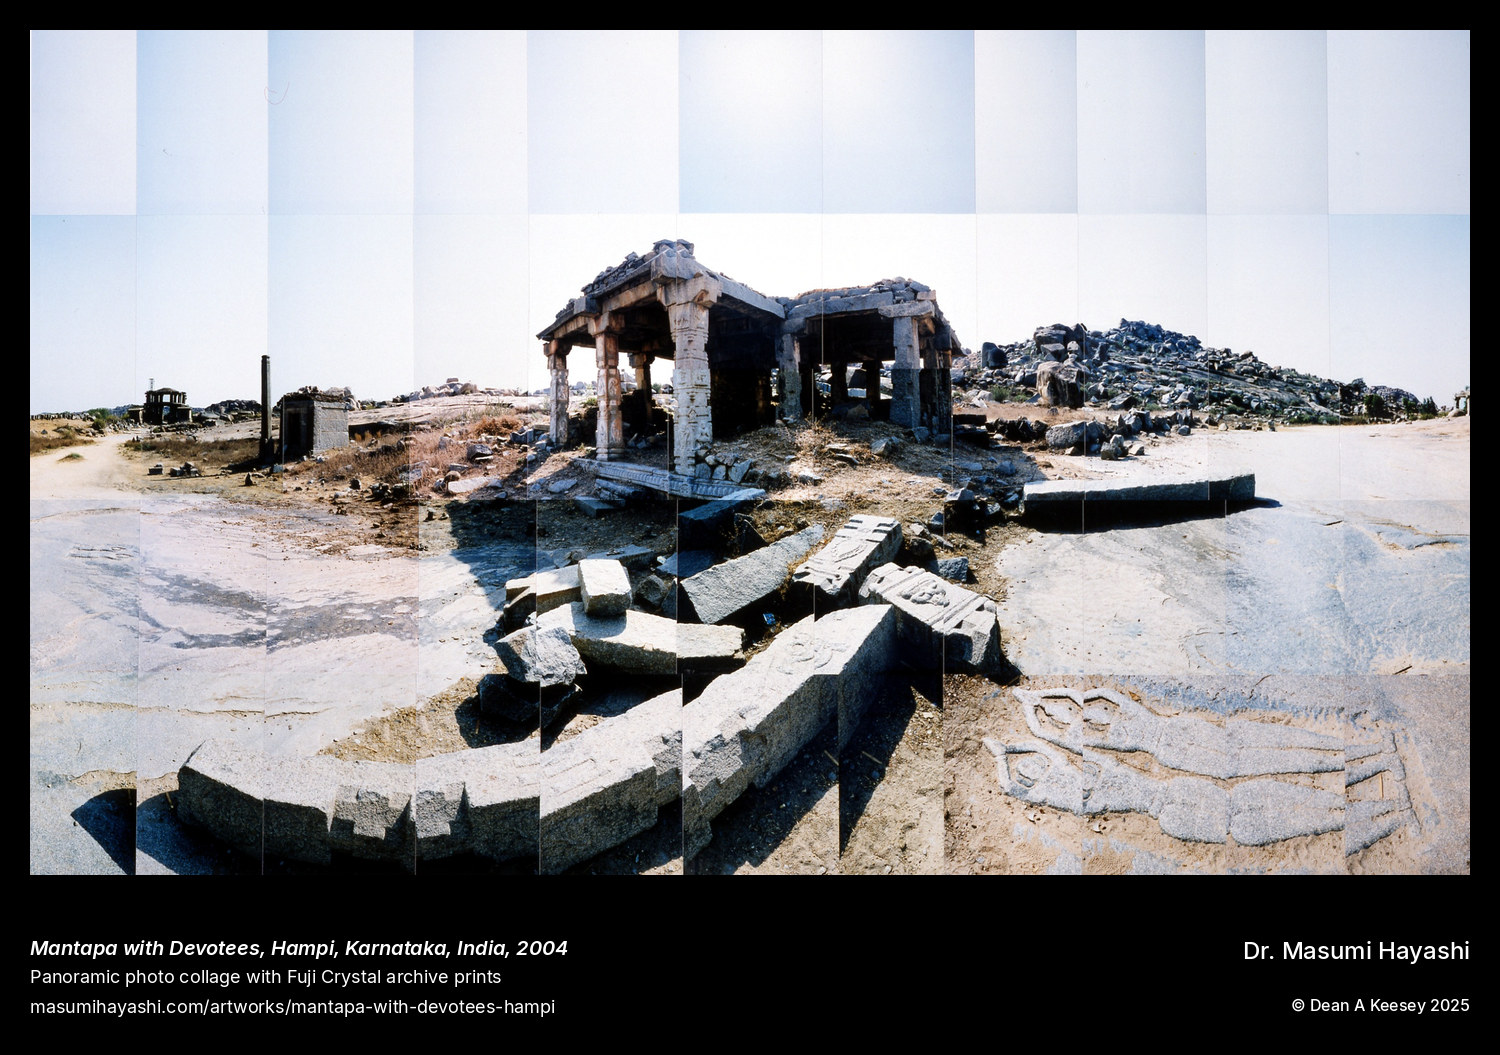 Mantapa with Devotees, Hampi, Karnataka, India, 2004
Panoramic photo collage with Fuji Crystal archive prints
masumihayashi.com/artworks/mantapa-with-devotees-hampi
Dr. Masumi Hayashi
© Dean A Keesey 2025